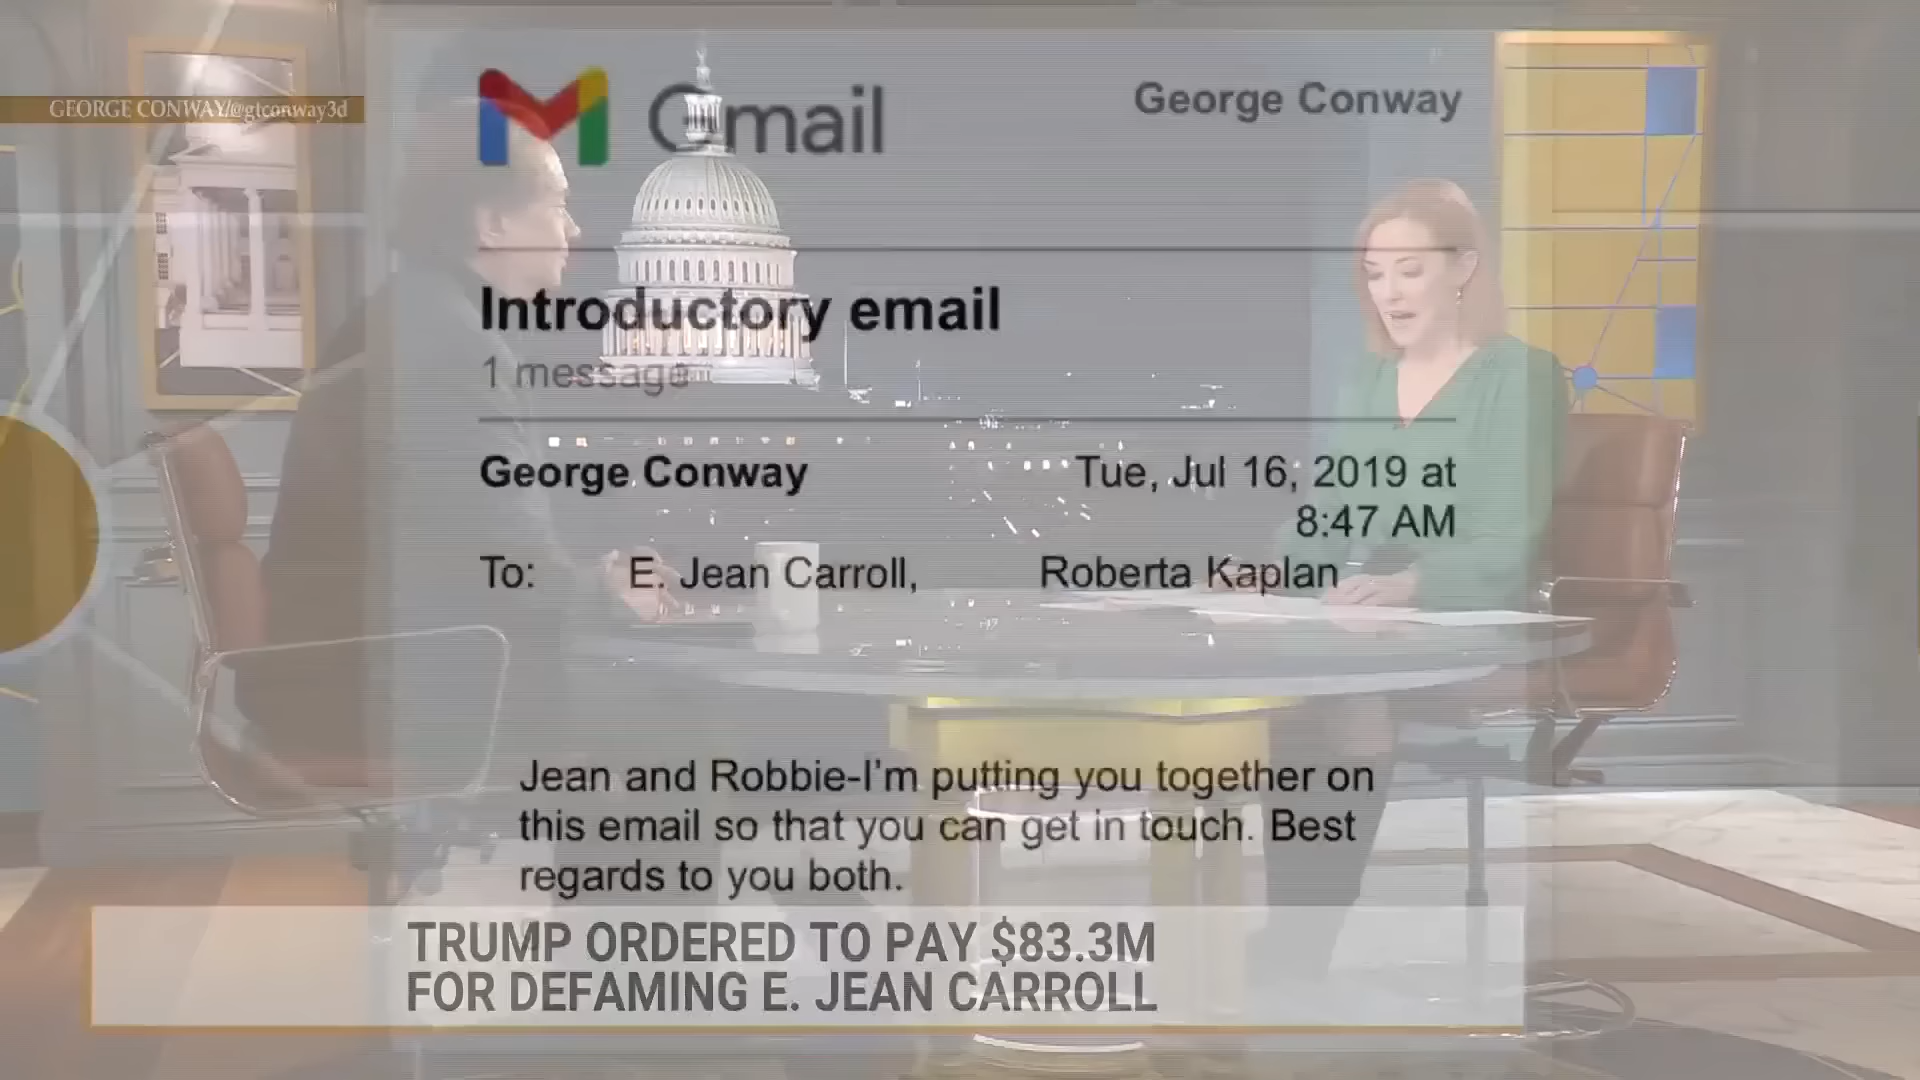 GEORGE CONWAY/@gtconway3d
Gmail
George Conway
Introductory email
1 message
George Conway
Tue, Jul 16, 2019 at
8:47 AM
To: E. Jean Carroll, Roberta Kaplan
Jean and Robbie-I'm putting you together on
this email so that you can get in touch. Best
regards to you both.
TRUMP ORDERED TO PAY $83.3M
FOR DEFAMING E. JEAN CARROLL